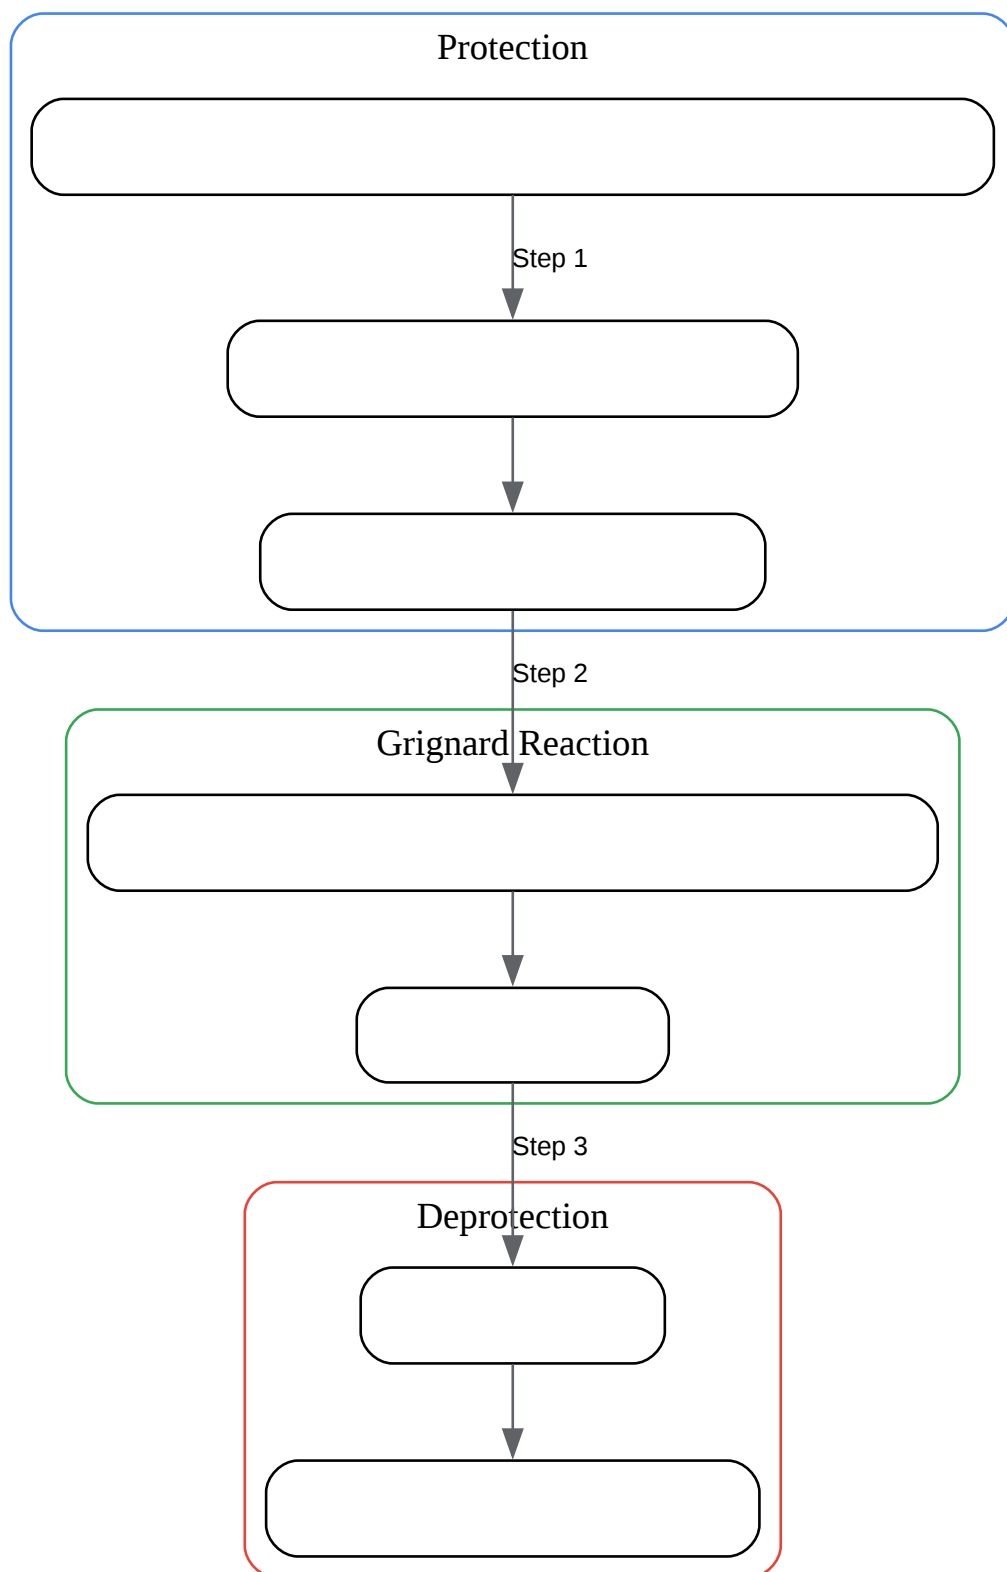 Protection
Step 1
Step 2
Grignard Reaction
Step 3
Deprotection